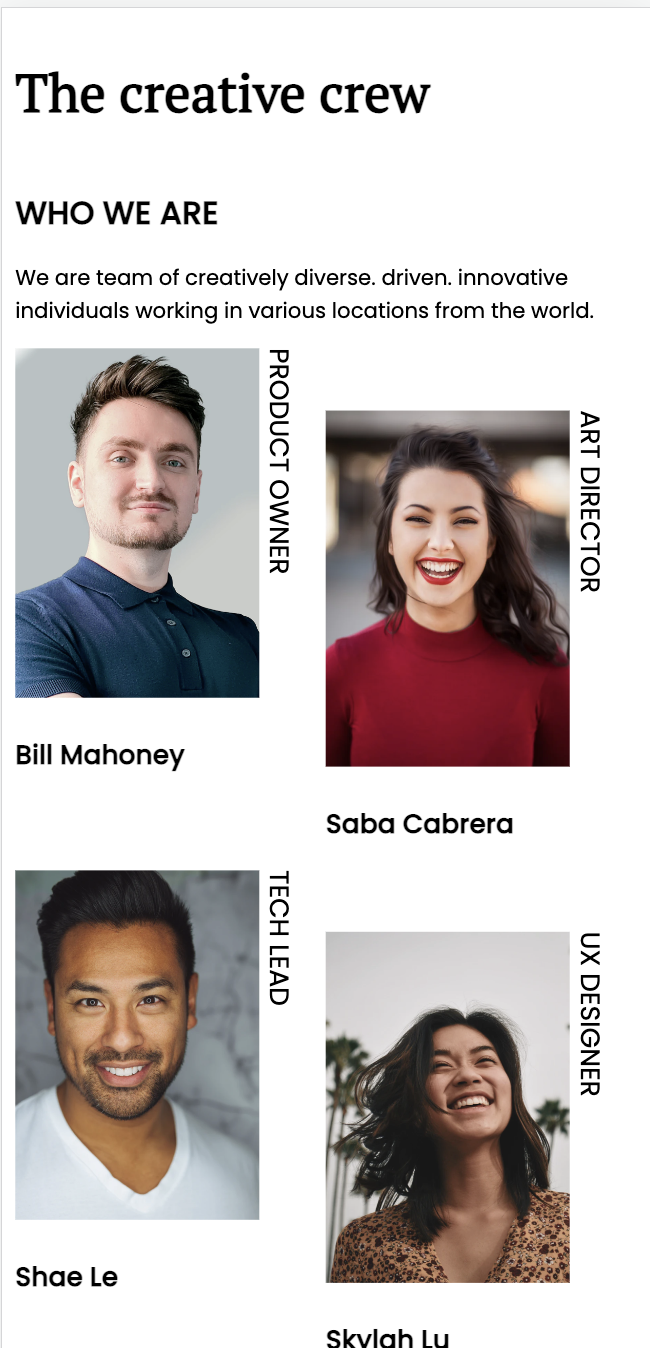 The creative crew
WHO WE ARE
We are team of creatively diverse. driven. innovative
individuals working in various locations from the world.
PRODUCT OWNER
Bill Mahoney
ART DIRECTOR
Saba Cabrera
TECH LEAD
Shae Le
UX DESIGNER
Skylah Lu